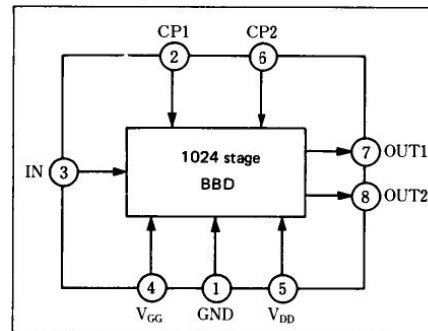 CP1 CP2
2 6
1024 stage
BBD
IN 3
7 OUT1
8 OUT2
4 1 5
V_GG GND V_DD